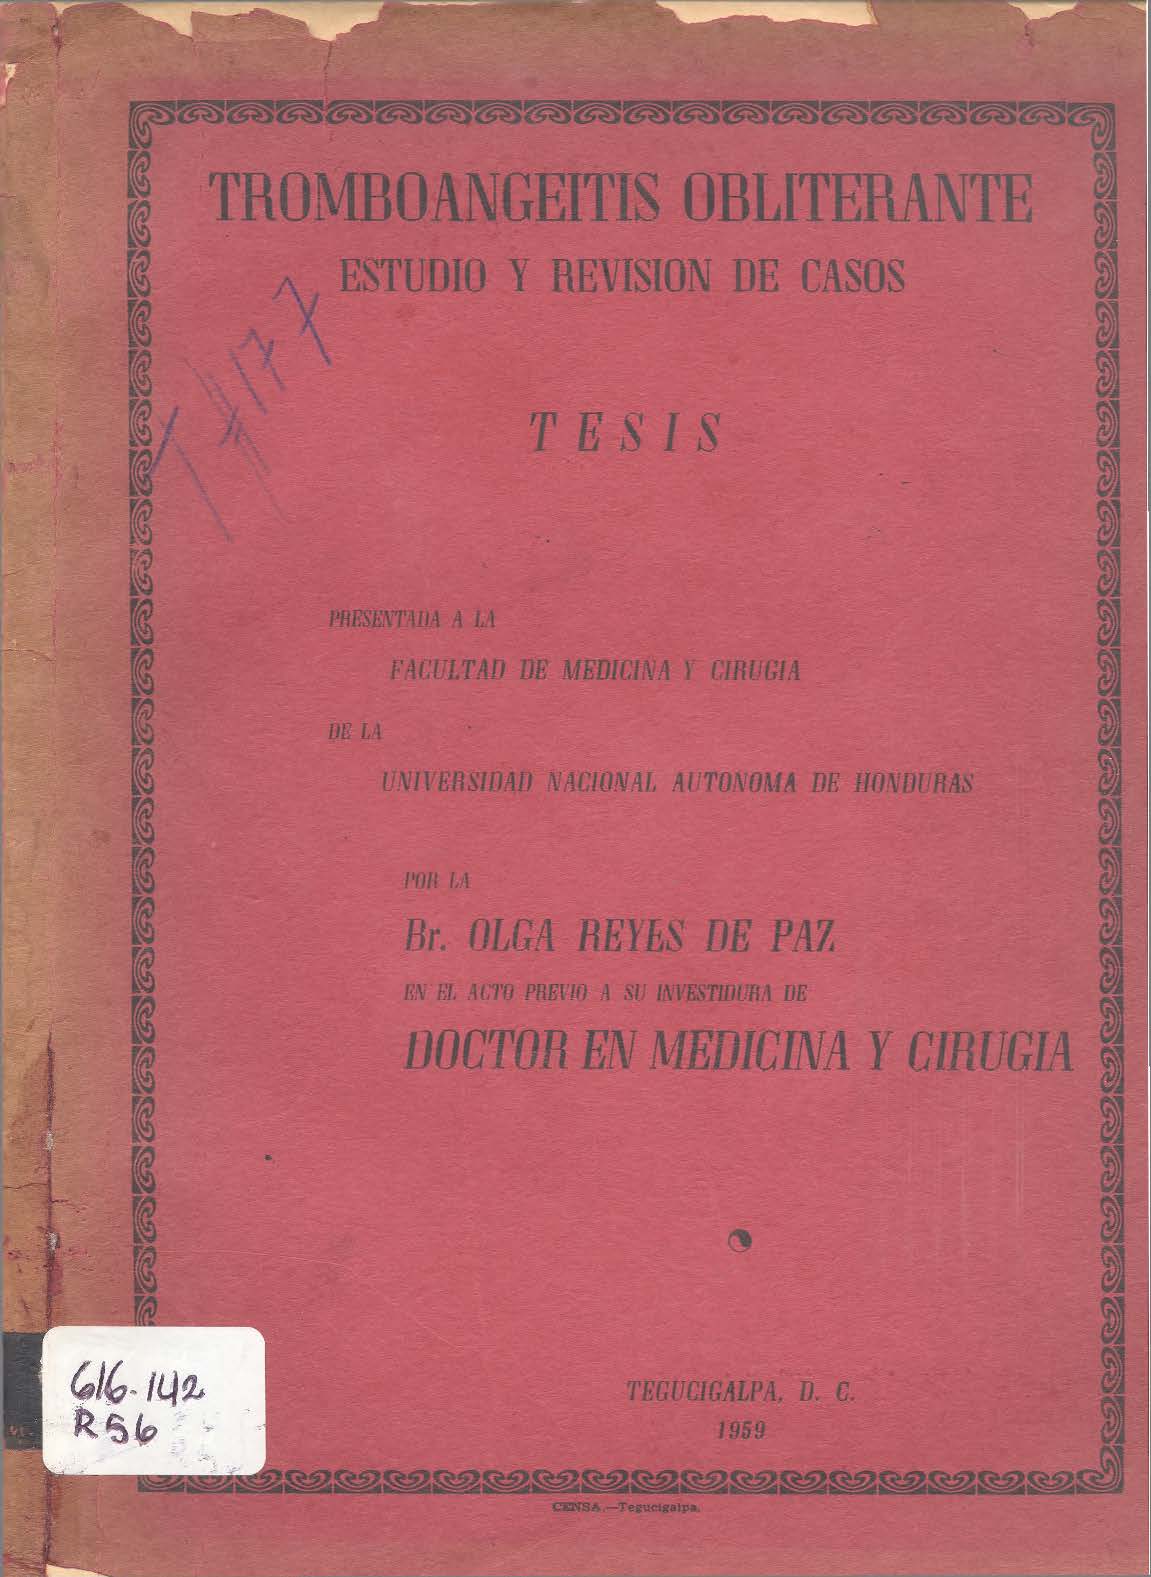 TROMBOANGEITIS OBLITERANTE
ESTUDIO Y REVISION DE CASOS
T 177
TESIS
PRESENTADA A LA
FACULTAD DE MEDICINA Y CIRUGIA
DE LA
UNIVERSIDAD NACIONAL AUTONOMA DE HONDURAS
POR LA
Br. OLGA REYES DE PAZ
EN EL ACTO PREVIO A SU INVESTIDURA DE
DOCTOR EN MEDICINA Y CIRUGIA
616.142
R56
TEGUCIGALPA, D. C.
1959
CENSA.—Tegucigalpa.